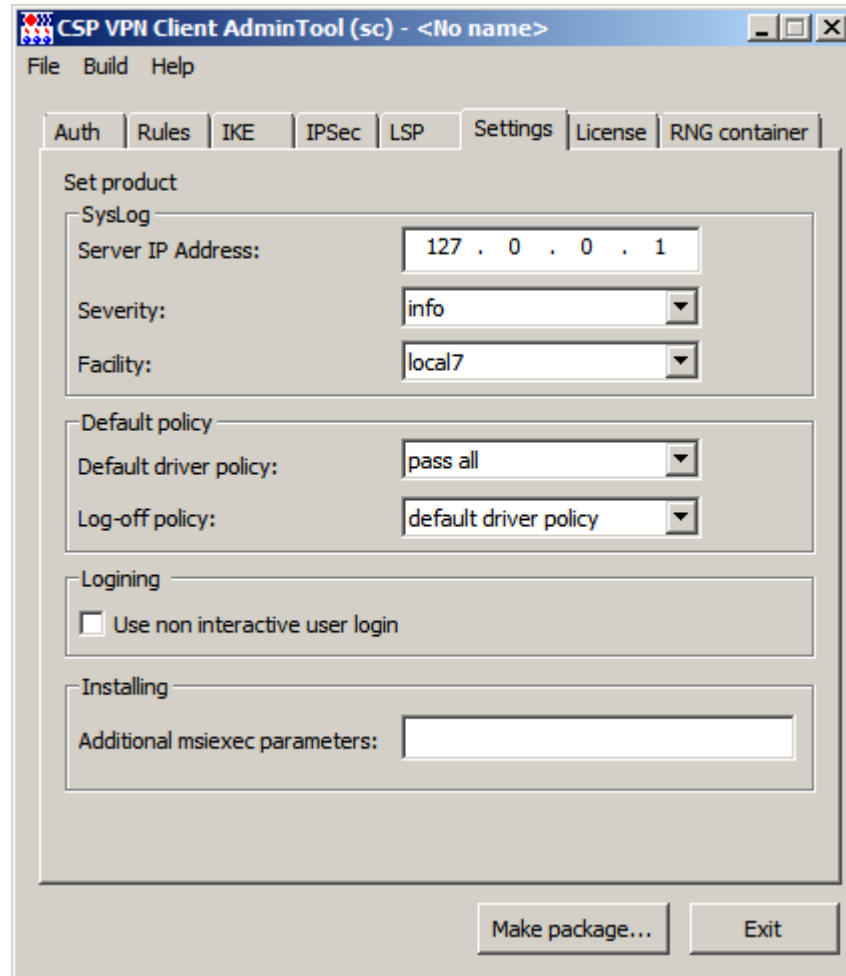 CSP VPN Client AdminTool (sc) - <No name>
File Build Help
Auth Rules IKE IPSec LSP Settings License RNG container
Set product
SysLog
Server IP Address: 127 . 0 . 0 . 1
Severity: info
Facility: local7
Default policy
Default driver policy: pass all
Log-off policy: default driver policy
Logining
Use non interactive user login
Installing
Additional msiexec parameters:
Make package... Exit